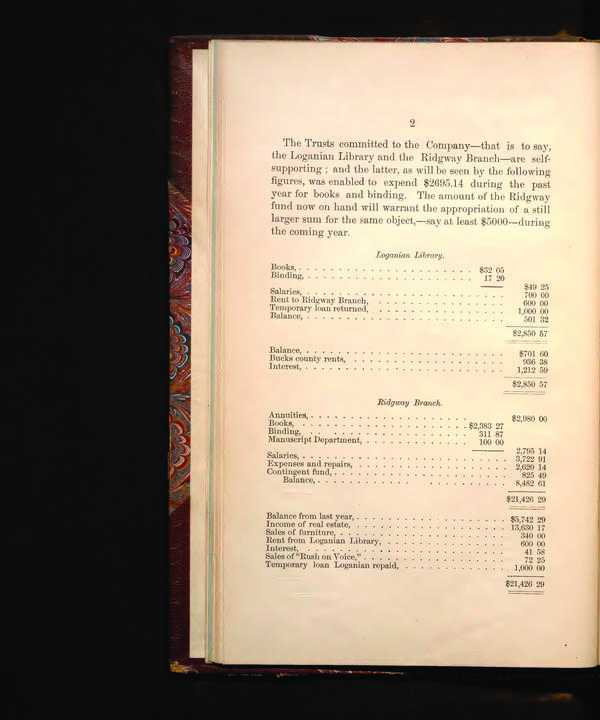 2
The Trusts committed to the Company—that is to say,
the Loganian Library and the Ridgway Branch—are self-
supporting ; and the latter, as will be seen by the following
figures, was enabled to expend $2695.14 during the past
year for books and binding. The amount of the Ridgway
fund now on hand will warrant the appropriation of a still
larger sum for the same object,—say at least $5000—during
the coming year.
Loganian Library.
Books, $32 05
Binding, 17 20
$49 25
Salaries, 700 00
Rent to Ridgway Branch, 600 00
Temporary loan returned, 1,000 00
Balance, 501 32
$2,850 57
Balance, $701 60
Bucks county rents, 936 38
Interest, 1,212 59
$2,850 57
Ridgway Branch.
Annuities, $2,980 00
Books, $2,383 27
Binding, 311 87
Manuscript Department, 100 00
2,795 14
Salaries, 3,722 91
Expenses and repairs, 2,620 14
Contingent fund, 825 49
Balance, 8,482 61
$21,426 29
Balance from last year, $5,742 29
Income of real estate, 13,630 17
Sales of furniture, 340 00
Rent from Loganian Library, 600 00
Interest, 41 58
Sales of "Rush on Voice," 72 25
Temporary loan Loganian repaid, 1,000 00
$21,426 29